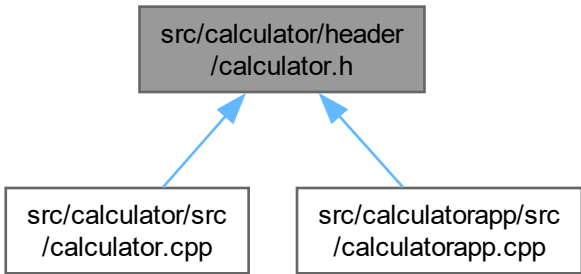 src/calculator/header
/calculator.h
src/calculator/src
/calculator.cpp
src/calculatorapp/src
/calculatorapp.cpp